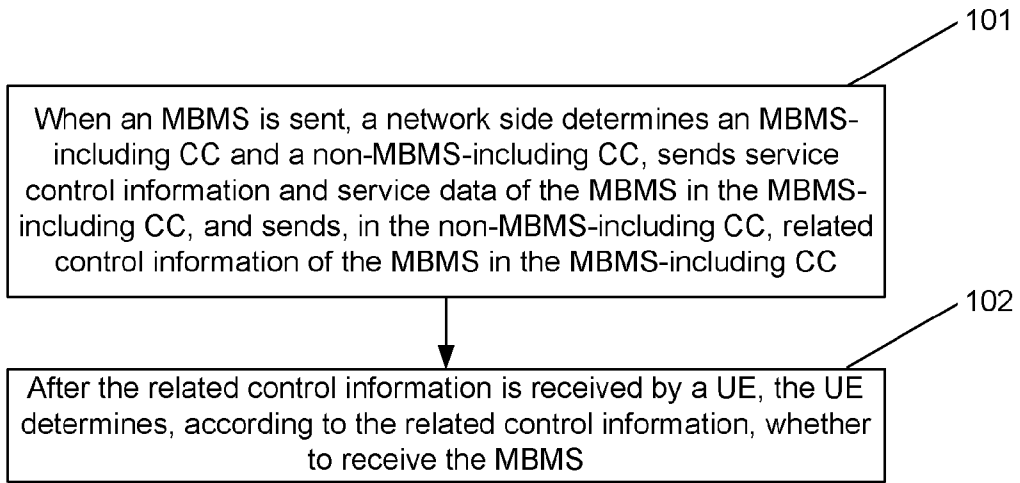 101
When an MBMS is sent, a network side determines an MBMS-
including CC and a non-MBMS-including CC, sends service
control information and service data of the MBMS in the MBMS-
including CC, and sends, in the non-MBMS-including CC, related
control information of the MBMS in the MBMS-including CC
102
After the related control information is received by a UE, the UE
determines, according to the related control information, whether
to receive the MBMS